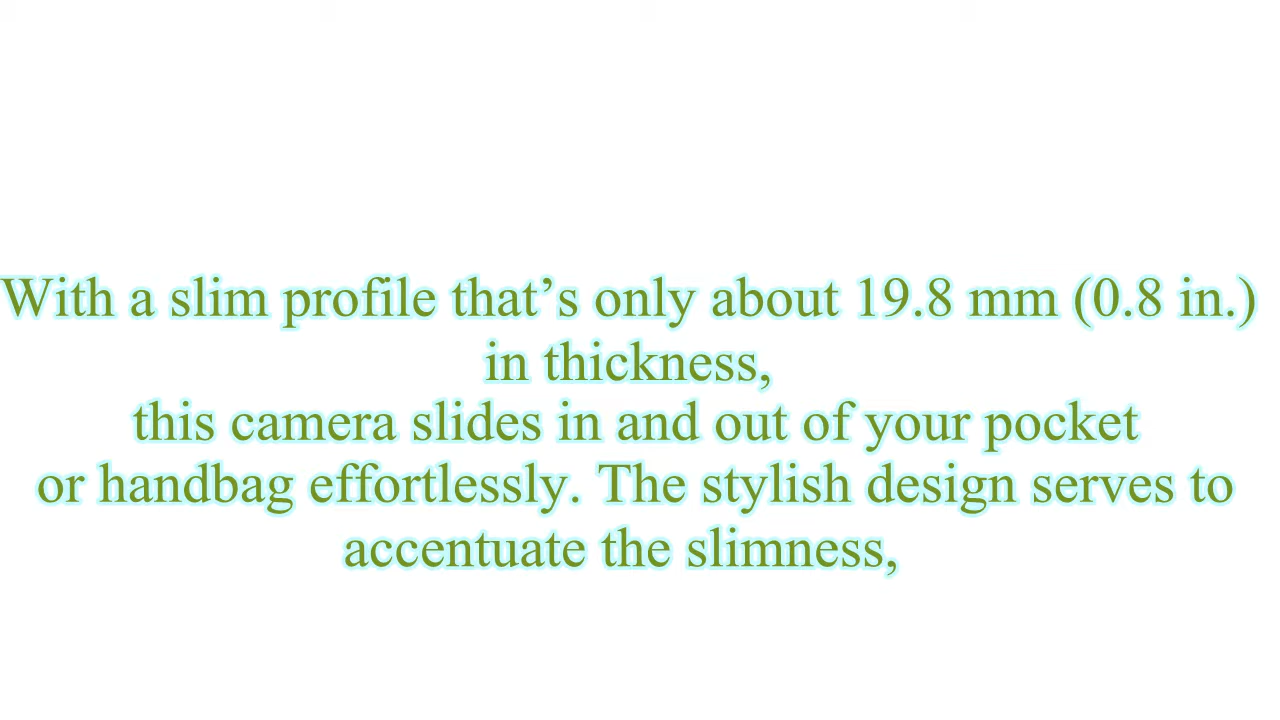 With a slim profile that’s only about 19.8 mm (0.8 in.)
in thickness,
this camera slides in and out of your pocket
or handbag effortlessly. The stylish design serves to
accentuate the slimness,